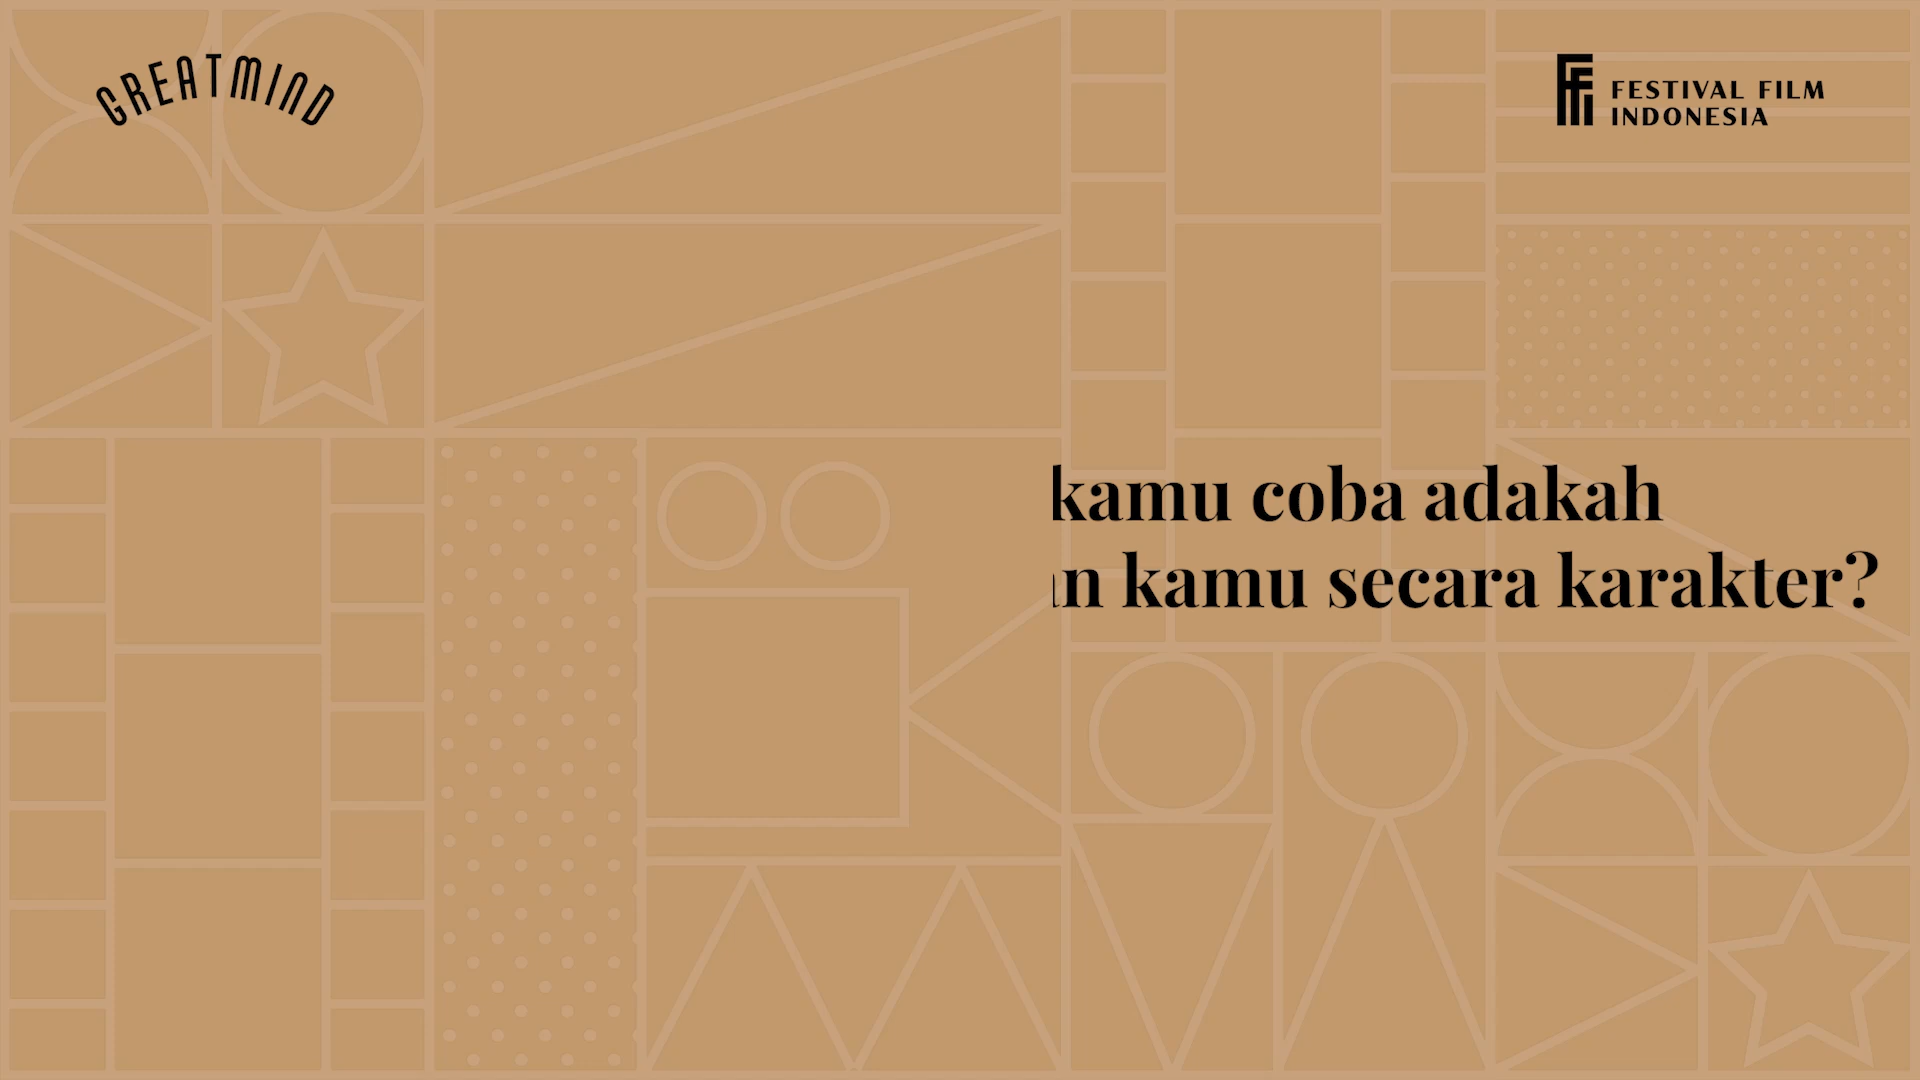 GREATMIND
FESTIVAL FILM
INDONESIA
kamu coba adakah
kamu secara karakter?